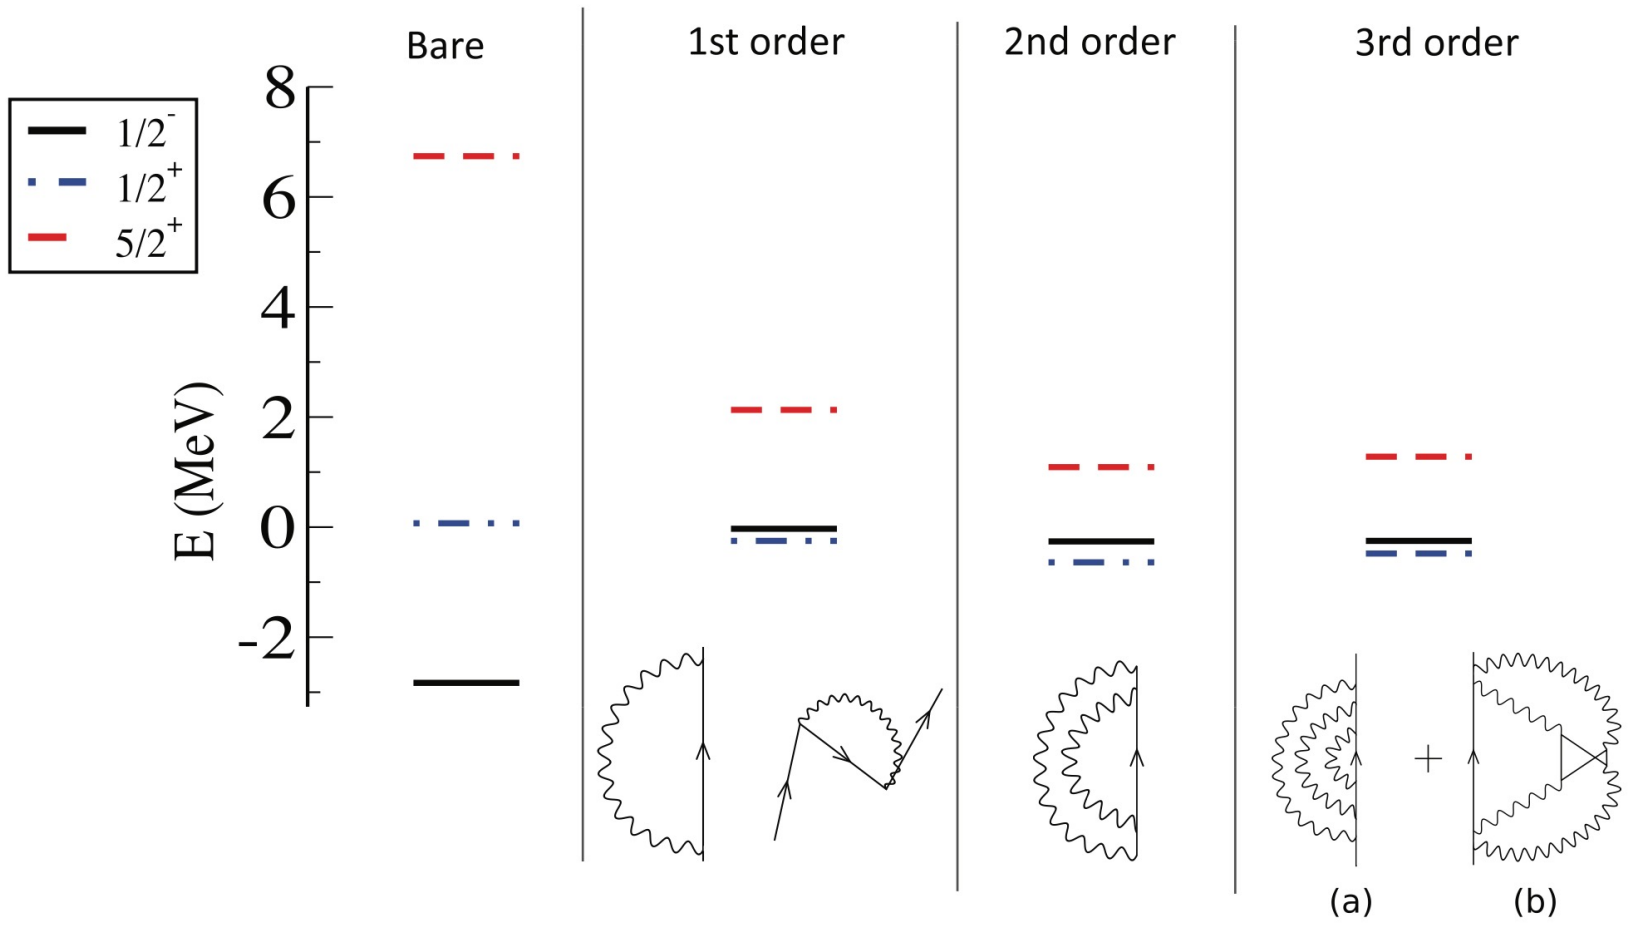 Bare
1st order
2nd order
3rd order
1/2-
1/2+
5/2+
8
6
4
2
0
-2
E (MeV)
+
(a)
(b)